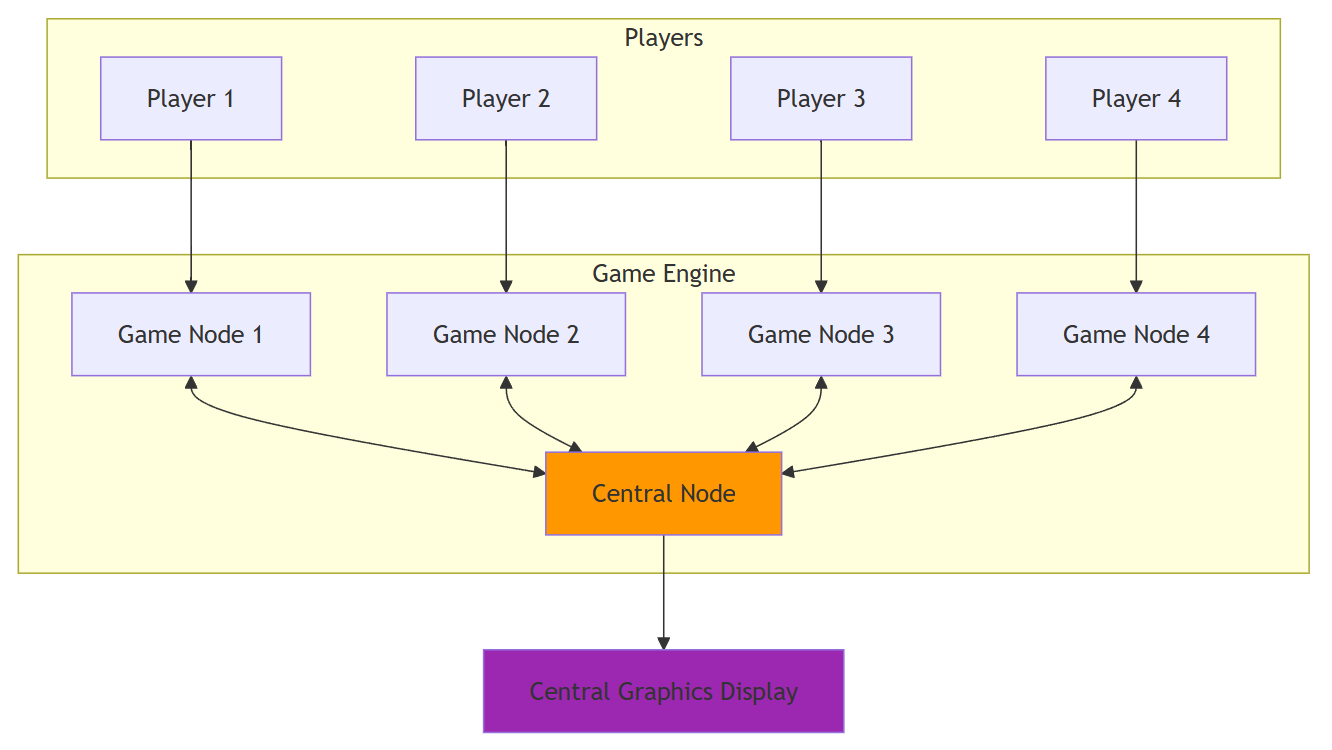 Players
Player 1
Player 2
Player 3
Player 4
Game Engine
Game Node 1
Game Node 2
Game Node 3
Game Node 4
Central Node
Central Graphics Display